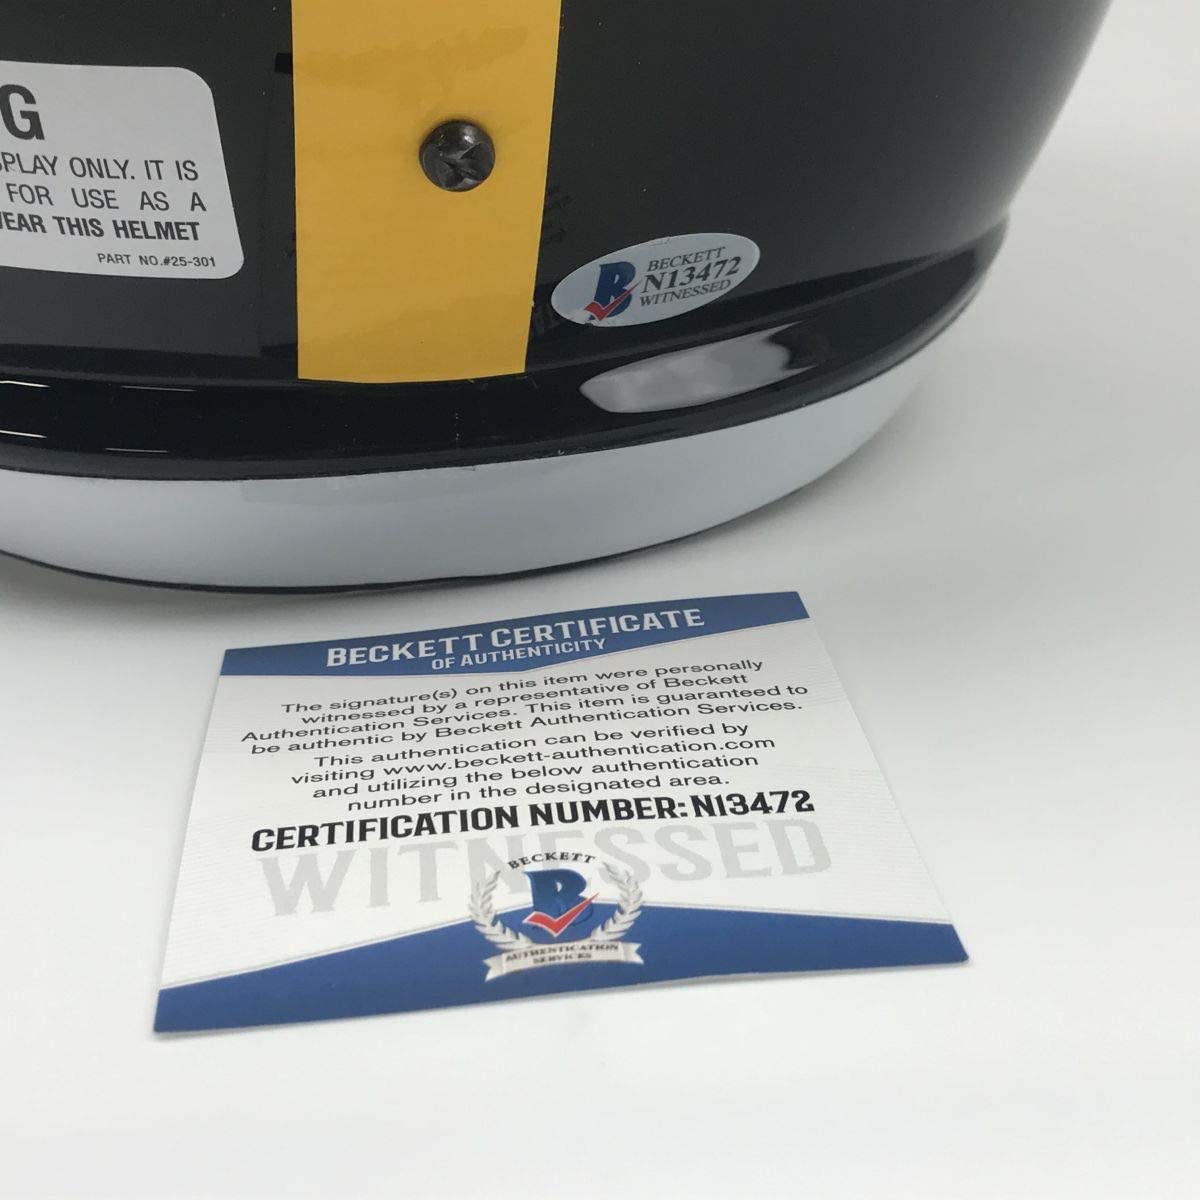 G
SPLAY ONLY. IT IS
FOR USE AS A
WEAR THIS HELMET
PART NO.#25-301
BECKETT
N13472
WITNESSED
BECKETT CERTIFICATE
OF AUTHENTICITY
The signature(s) on this item were personally
witnessed by a representative of Beckett
Authentication Services. This item is guaranteed to
be authentic by Beckett Authentication Services.
This authentication can be verified by
visiting www.beckett-authentication.com
and utilizing the below authentication
number in the designated area.
CERTIFICATION NUMBER: N13472
WITNESSED
BECKETT
B
AUTHENTICATION
SERVICES